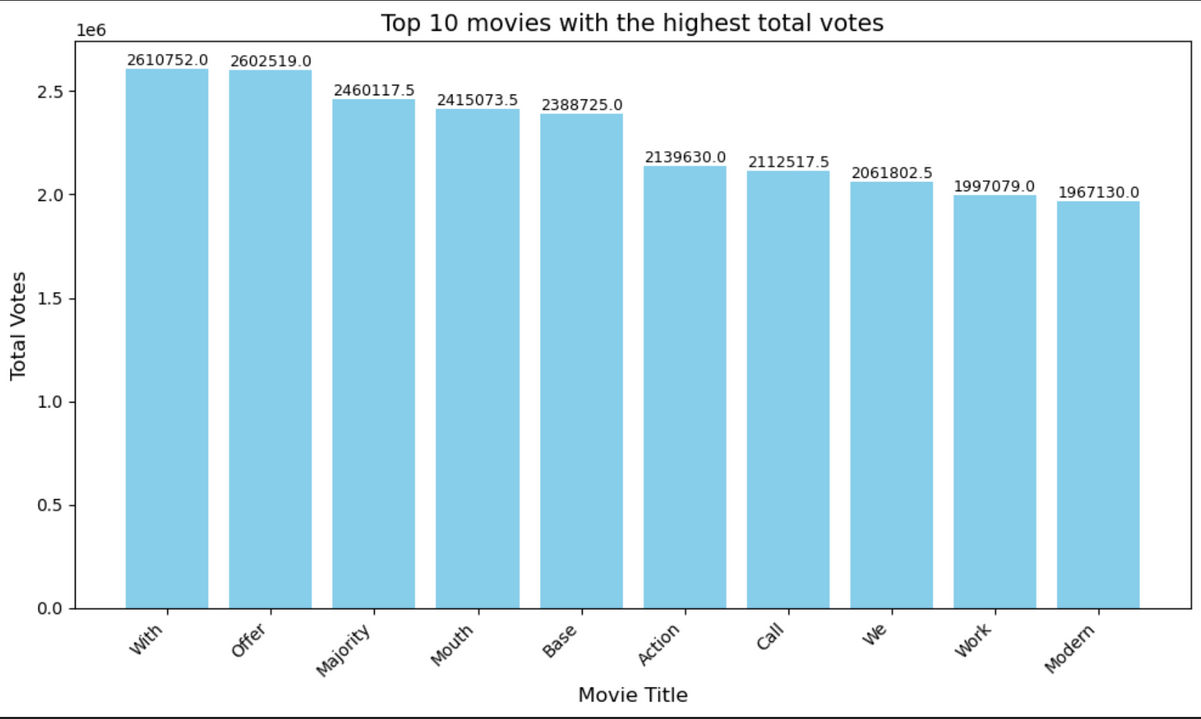 Top 10 movies with the highest total votes
1e6
2610752.0
2602519.0
2460117.5
2415073.5
2388725.0
2139630.0
2112517.5
2061802.5
1997079.0
1967130.0
2.5
2.0
1.5
1.0
0.5
0.0
Total Votes
With
Offer
Majority
Mouth
Base
Action
Call
We
Work
Modern
Movie Title